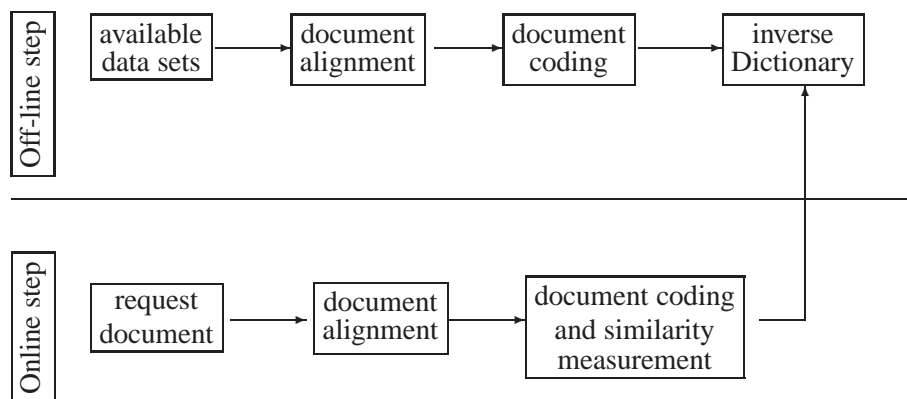 Off-line step
available
data sets
document
alignment
document
coding
inverse
Dictionary
Online step
request
document
document
alignment
document coding
and similarity
measurement